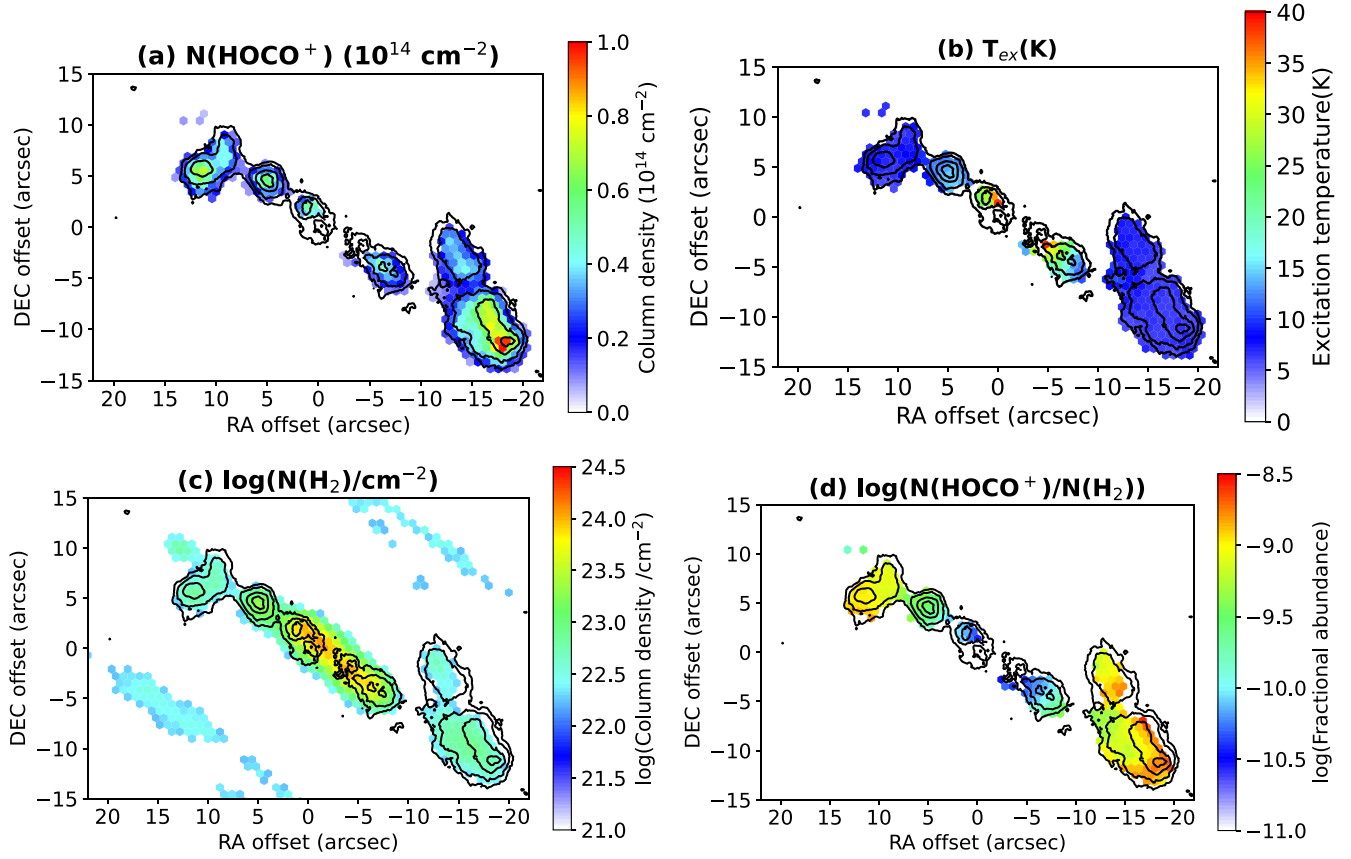 (a) N(HOCO⁺) (10¹⁴ cm⁻²)
15
10
5
0
−5
−10
−15
DEC offset (arcsec)
20 15 10 5 0 -5 -10 -15 -20
RA offset (arcsec)
1.0
0.8
0.6
0.4
0.2
0.0
Column density (10¹⁴ cm⁻²)
(b) Tₑₓ(K)
15
10
5
0
−5
−10
−15
DEC offset (arcsec)
20 15 10 5 0 -5 -10 -15 -20
RA offset (arcsec)
40
35
30
25
20
15
10
5
0
Excitation temperature(K)
(c) log(N(H₂)/cm⁻²)
15
10
5
0
−5
−10
−15
DEC offset (arcsec)
20 15 10 5 0 -5 -10 -15 -20
RA offset (arcsec)
24.5
24.0
23.5
23.0
22.5
22.0
21.5
21.0
log(Column density /cm⁻²)
(d) log(N(HOCO⁺)/N(H₂))
15
10
5
0
−5
−10
−15
DEC offset (arcsec)
20 15 10 5 0 -5 -10 -15 -20
RA offset (arcsec)
−8.5
−9.0
−9.5
−10.0
−10.5
−11.0
log(Fractional abundance)